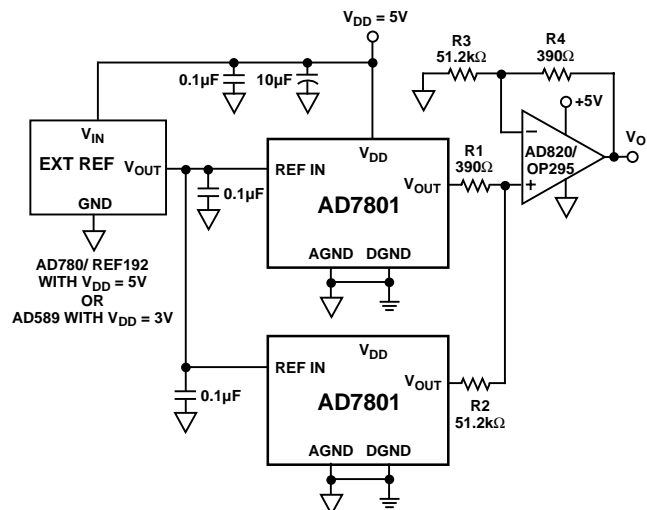 V_DD = 5V
R3
51.2kΩ
R4
390Ω
0.1µF
10µF
+5V
V_IN
EXT REF
V_OUT
GND
AD780/ REF192
WITH V_DD = 5V
OR
AD589 WITH V_DD = 3V
0.1µF
REF IN
V_DD
V_OUT
AD7801
AGND
DGND
R1
390Ω
−
AD820/
OP295
+
V_O
0.1µF
REF IN
V_DD
V_OUT
AD7801
AGND
DGND
R2
51.2kΩ